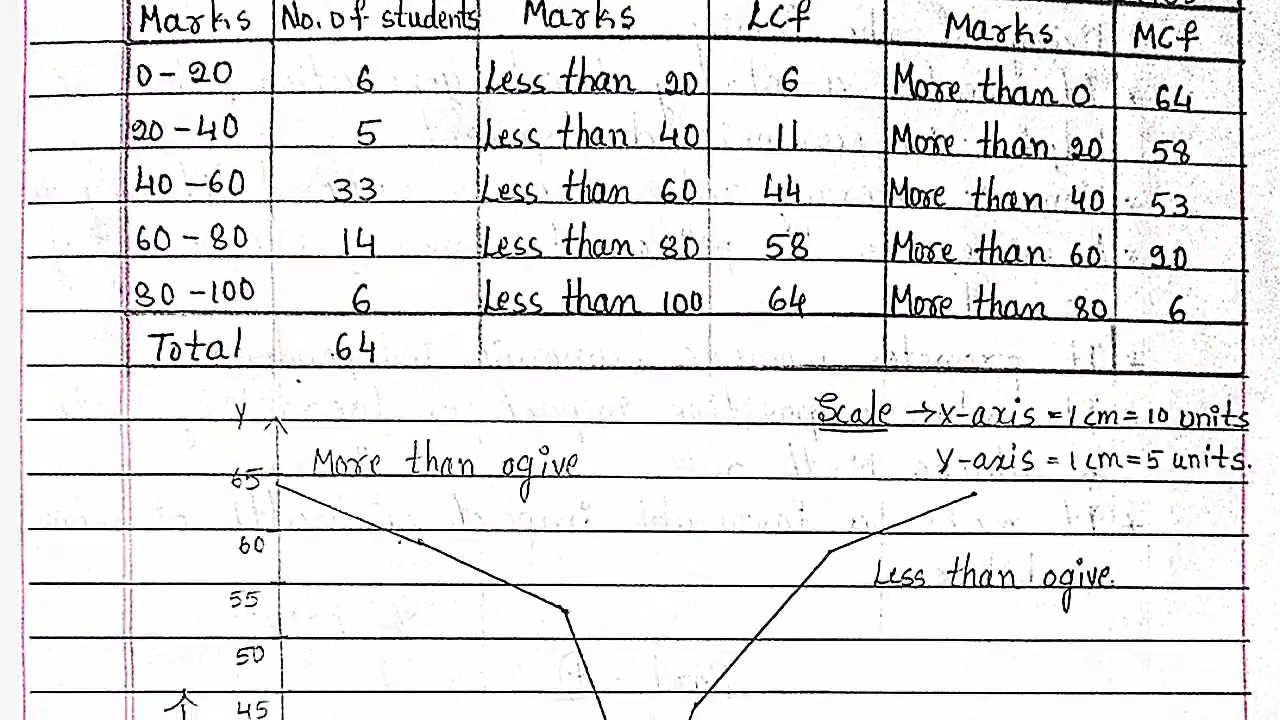 Marks No. of students Marks LCf Marks MCf
0-20 6 Less than 20 6 More than 0 64
20-40 5 Less than 40 11 More than 20 58
40-60 33 Less than 60 44 More than 40 53
60-80 14 Less than 80 58 More than 60 20
80-100 6 Less than 100 64 More than 80 6
Total 64
Y Scale → X-axis = 1 cm = 10 units
More than ogive Y-axis = 1 cm = 5 units.
65
60
Less than ogive.
55
50
45